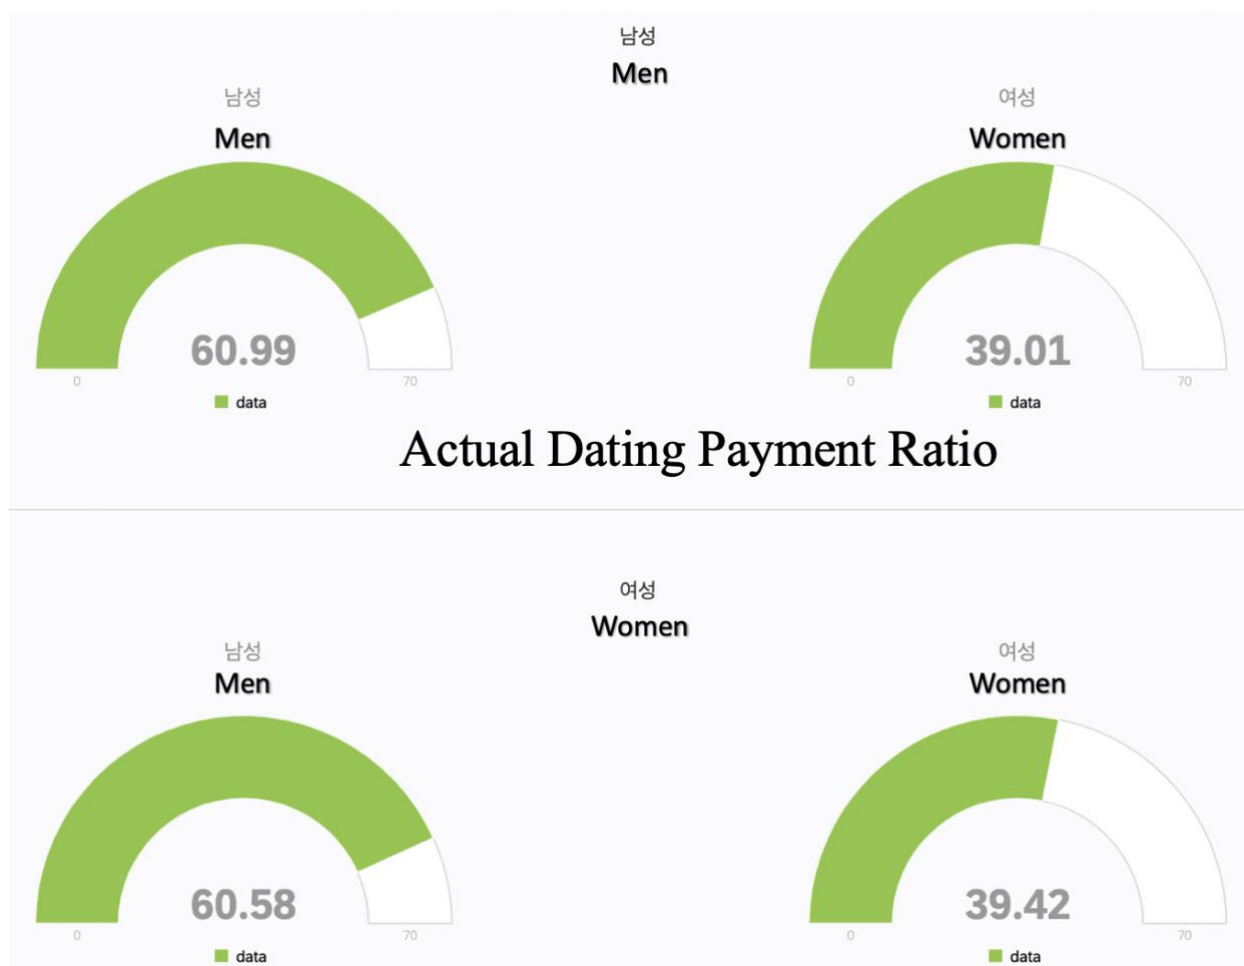 남성
Men
남성
Men
여성
Women
60.99
39.01
0
70
0
70
data
data
Actual Dating Payment Ratio
여성
Women
남성
Men
여성
Women
60.58
39.42
0
70
0
70
data
data